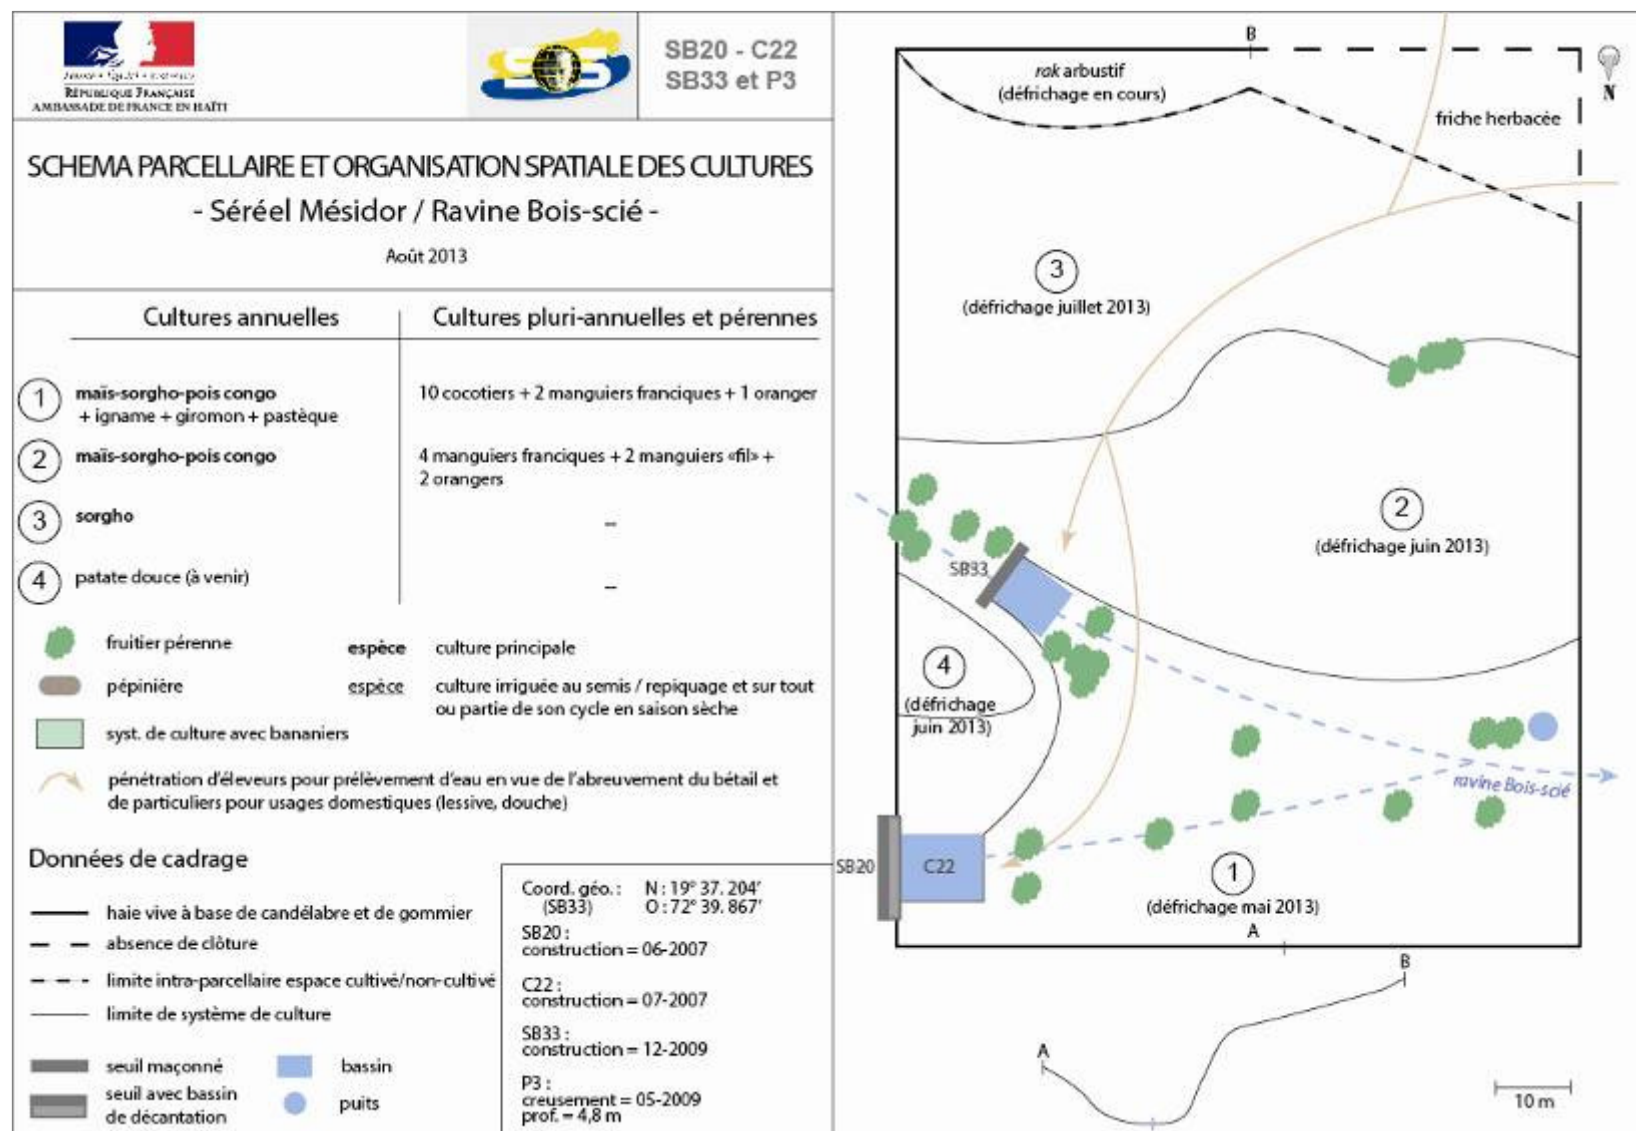 RÉPUBLIQUE FRANÇAISE
AMBASSADE DE FRANCE EN HAÏTI
SOS
SB20 - C22
SB33 et P3
SCHEMA PARCELLAIRE ET ORGANISATION SPATIALE DES CULTURES
- Séréel Mésidor / Ravine Bois-scié -
Août 2013
Cultures annuelles
Cultures pluri-annuelles et pérennes
1 maïs-sorgho-pois congo
+ igname + giromon + pastèque
10 cocotiers + 2 manguiers franciques + 1 oranger
2 maïs-sorgho-pois congo
4 manguiers franciques + 2 manguiers «fil» +
2 orangers
3 sorgho
--
4 patate douce (à venir)
--
fruitier pérenne
espèce culture principale
pépinière
espèce culture irriguée au semis / repiquage et sur tout
ou partie de son cycle en saison sèche
syst. de culture avec bananiers
pénétration d'éleveurs pour prélèvement d'eau en vue de l'abreuvement du bétail et
de particuliers pour usages domestiques (lessive, douche)
Données de cadrage
haie vive à base de candélabre et de gommier
absence de clôture
limite intra-parcellaire espace cultivé/non-cultivé
limite de système de culture
seuil maçonné
bassin
seuil avec bassin
de décantation
puits
Coord. géo. : N : 19° 37. 204'
(SB33) O : 72° 39. 867'
SB20 :
construction = 06-2007
C22 :
construction = 07-2007
SB33 :
construction = 12-2009
P3 :
creusement = 05-2009
prof. = 4,8 m
B
N
rak arbustif
(défrichage en cours)
friche herbacée
3
(défrichage juillet 2013)
2
(défrichage juin 2013)
SB33
4
(défrichage
juin 2013)
ravine Bois-scié
SB20
C22
1
(défrichage mai 2013)
A
B
A
10 m